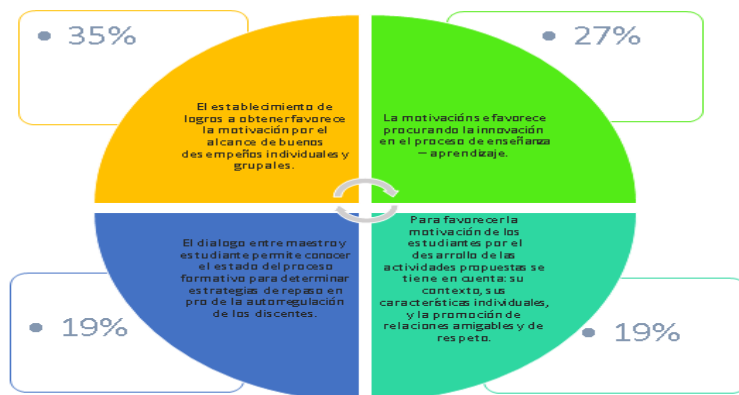 • 35%
El establecimiento de
logros a obtener favorece
la motivación por el
alcance de buenos
desempeños individuales y
grupales.
• 27%
La motivación se favorece
procurando la innovación
en el proceso de enseñanza
– aprendizaje.
El dialogo entre maestro y
estudiante permite conocer
el estado del proceso
formativo para determinar
estrategias de repaso en
pro de la autorregulación
de los discentes.
• 19%
Para favorecer la
motivación de los
estudiantes por el
desarrollo de las
actividades propuestas se
tiene en cuenta: su
contexto, sus
características individuales,
y la promoción de
relaciones amigables y de
respeto.
• 19%